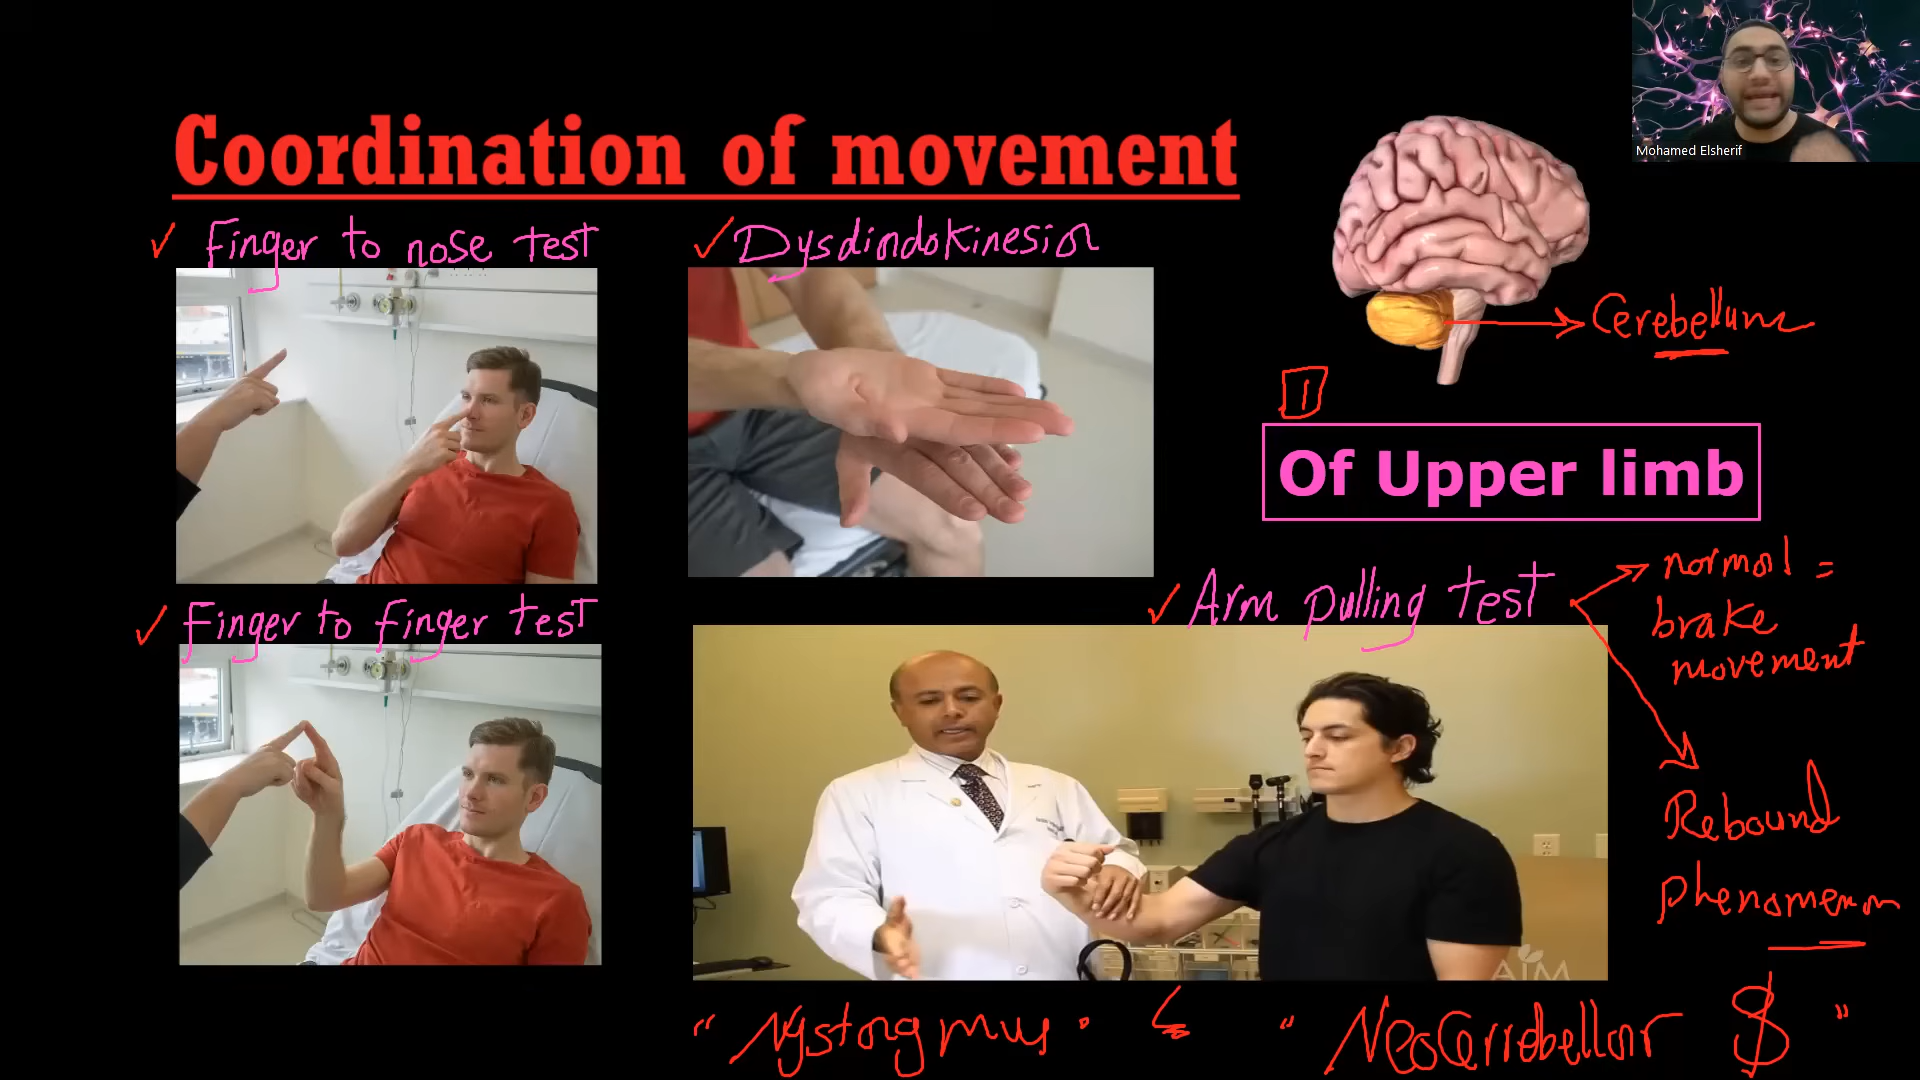 Mohamed Elsherif
Coordination of movement
✓ Finger to nose test
✓ Dysdiadokinesia
→ Cerebellum
1
Of Upper limb
✓ Finger to finger test
✓ Arm pulling test
normal =
brake
movement
Rebound
phenomenon
AIM
" Nystagmus .
" NeoCerrebellar $ "